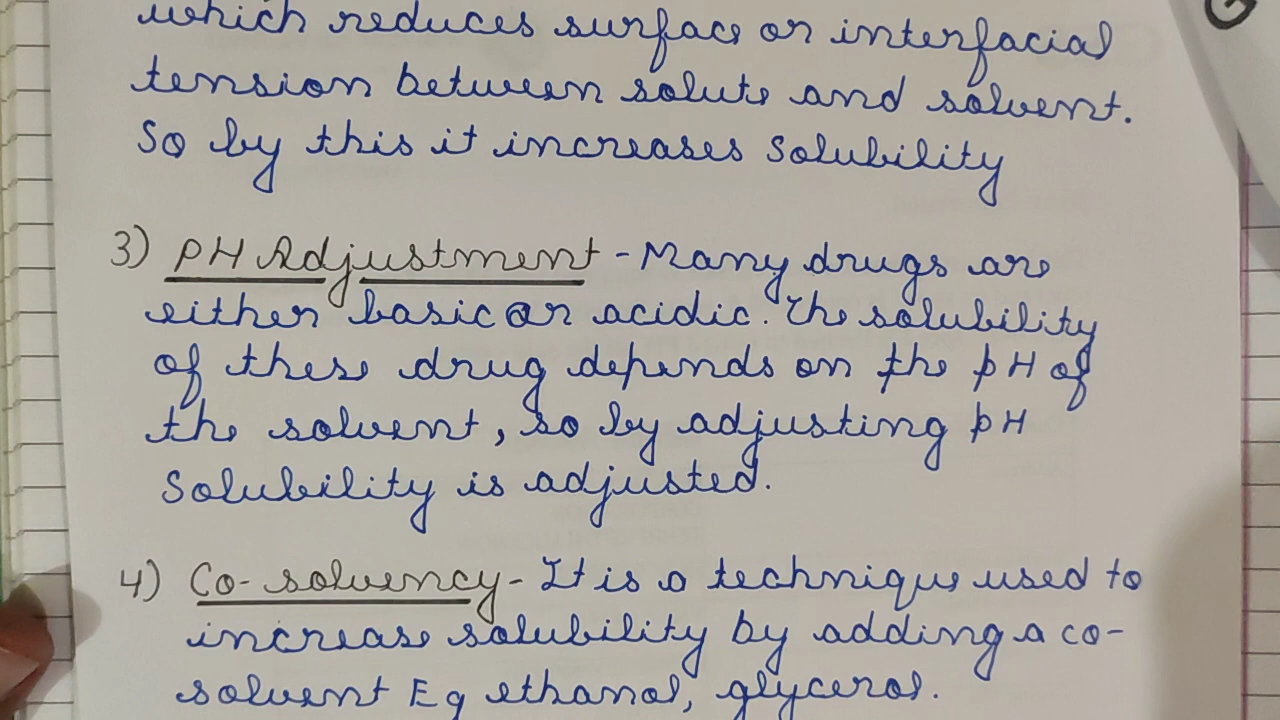 which reduces surface or interfacial
tension between solute and solvent.
So by this it increases Solubility
3) PH Adjustment - Many drugs are
either basic or acidic. The solubility
of these drug depends on the pH of
the solvent, so by adjusting pH
Solubility is adjusted.
4) Co-solvency - It is a technique used to
increase solubility by adding a co-
solvent Eg ethanol, glycerol.
G